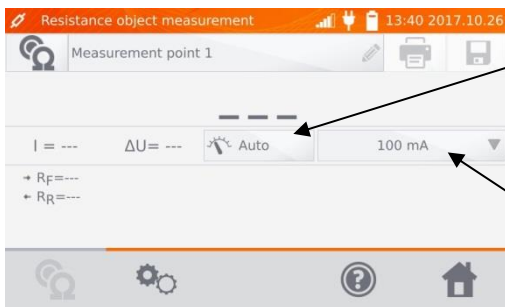 Resistance object measurement 13:40 2017.10.26
Measurement point 1
---
I = --- ΔU= --- Auto 100 mA
RF=---
RR=---